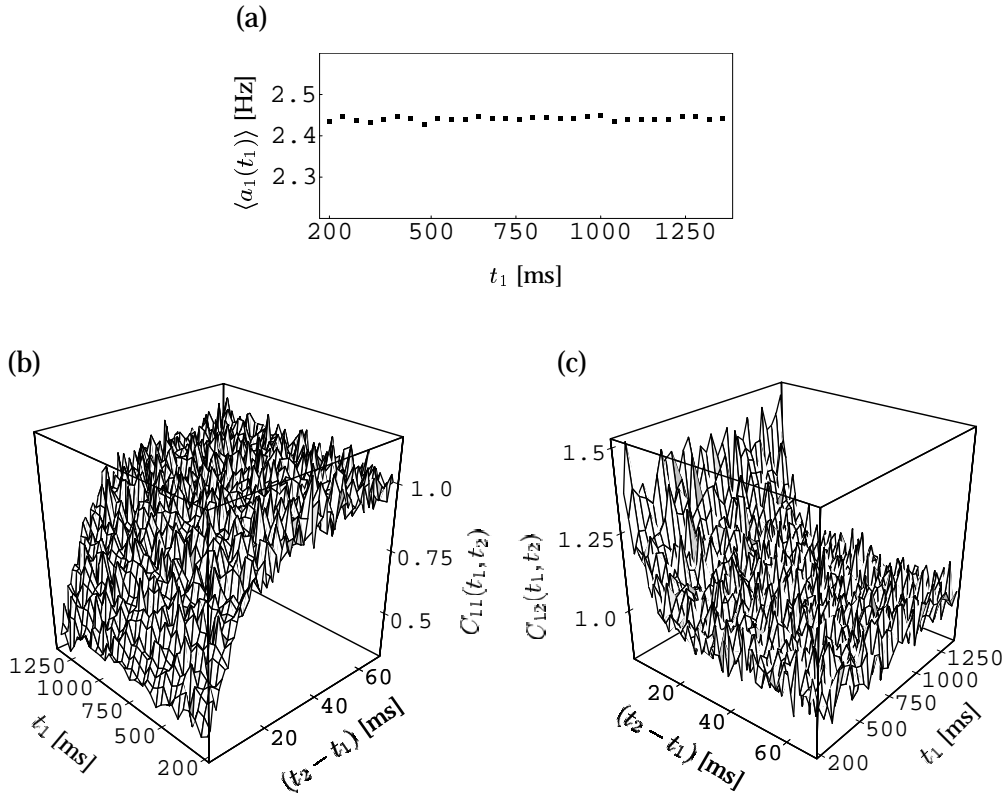 (a)
⟨a₁(t₁)⟩ [Hz]
2.5
2.4
2.3
200 500 750 1000 1250
t₁ [ms]
(b)
1.0
0.75
0.5
C₁₁(t₁,t₂)
1250
1000
750
500
200
t₁ [ms]
20
40
60
(t₂ − t₁) [ms]
(c)
1.5
1.25
1.0
C₁₂(t₁,t₂)
20
40
60
(t₂ − t₁) [ms]
1250
1000
750
500
200
t₁ [ms]